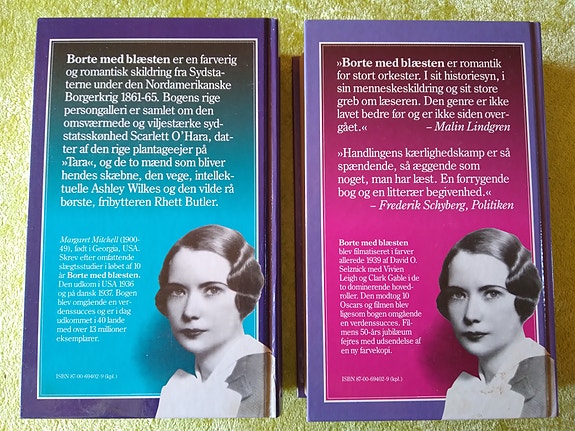 Borte med blæsten er en farverig
og romantisk skildring fra Sydsta-
terne under den Nordamerikanske
Borgerkrig 1861-65. Bogens rige
persongalleri er samlet om den
omsværmede og viljestærke syd-
statsskønhed Scarlett O'Hara, dat-
ter af den rige plantageejer på
»Tara«, og de to mænd som bliver
hendes skæbne, den vege, intellek-
tuelle Ashley Wilkes og den vilde rå
børste, fribytteren Rhett Butler.
Margaret Mitchell (1900-
49), født i Georgia, USA.
Skrev efter omfattende
slægtsstudier i løbet af 10
år Borte med blæsten.
Den udkom i USA 1936
og på dansk 1937. Bogen
blev omgående en ver-
denssucces og er i dag
udkommet i 40 lande
med over 13 millioner
eksemplarer.
ISBN 87-00-69402-9 (kpl.)
»Borte med blæsten er romantik
for stort orkester. I sit historiesyn, i
sin menneskeskildring og sit store
greb om læseren. Den genre er ikke
lavet bedre før og er ikke siden over-
gået.« – Malin Lindgren
»Handlingens kærlighedskamp er så
spændende, så æggende som
noget, man har læst. En forrygende
bog og en litterær begivenhed.«
– Frederik Schyberg, Politiken
Borte med blæsten
blev filmatiseret i farver
allerede 1939 af David O.
Selznick med Vivien
Leigh og Clark Gable i de
to dominerende hoved-
roller. Den modtog 10
Oscars og filmen blev
ligesom bogen omgående
en verdenssucces. Fil-
mens 50-års jubilæum
fejres med udsendelse af
en ny farvekopi.
ISBN 87-00-69402-9 (kpl.)